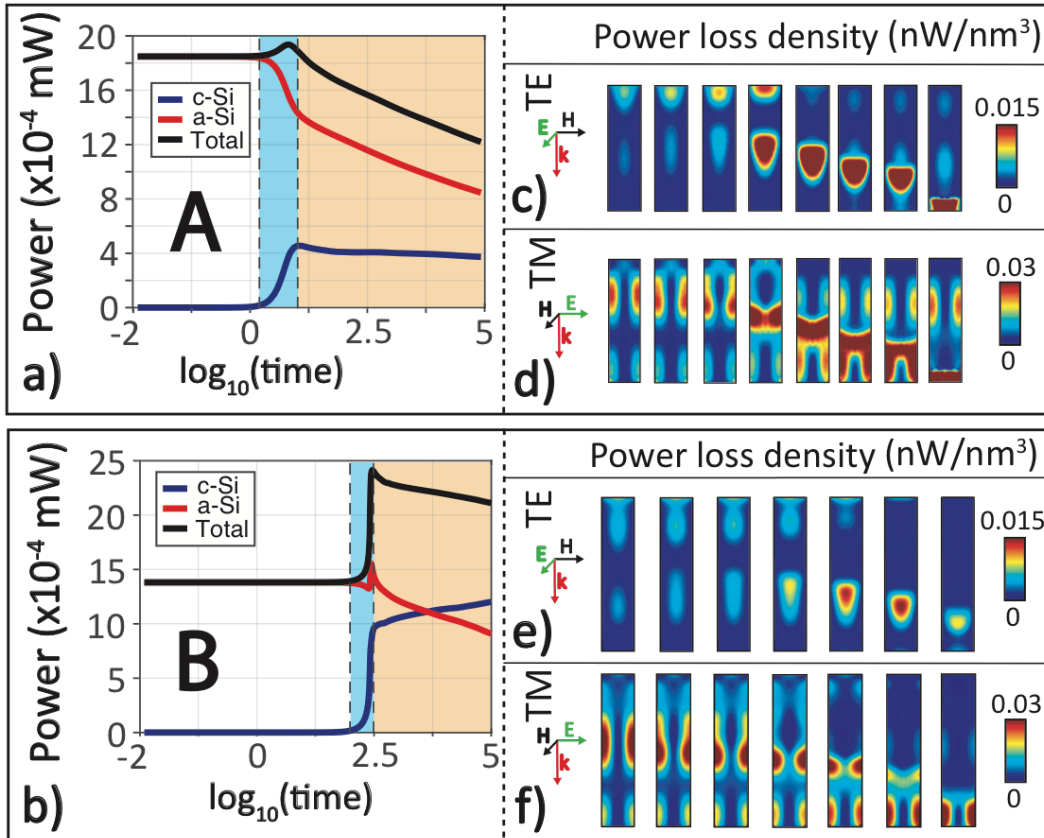 20
16
12
8
4
0
Power (x10⁻⁴ mW)
c-Si
a-Si
Total
A
-2
0
2.5
5
log₁₀(time)
a)
Power loss density (nW/nm³)
TE
E
H
k
c)
0.015
0
TM
H
E
k
d)
0.03
0
25
20
15
10
5
0
Power (x10⁻⁴ mW)
c-Si
a-Si
Total
B
-2
0
2.5
5
log₁₀(time)
b)
Power loss density (nW/nm³)
TE
E
H
k
e)
0.015
0
TM
H
E
k
f)
0.03
0